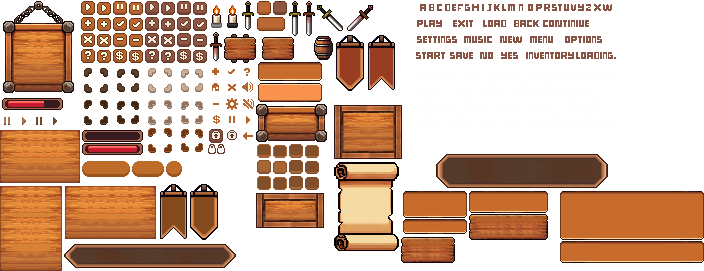 A B C D E F G H I J K L M N O P R S T U V Y Z X W
PLAY EXIT LOAD BACK CONTINUE
SETTINGS MUSIC NEW MENU OPTIONS
START SAVE NO YES INVENTORY LOADING.